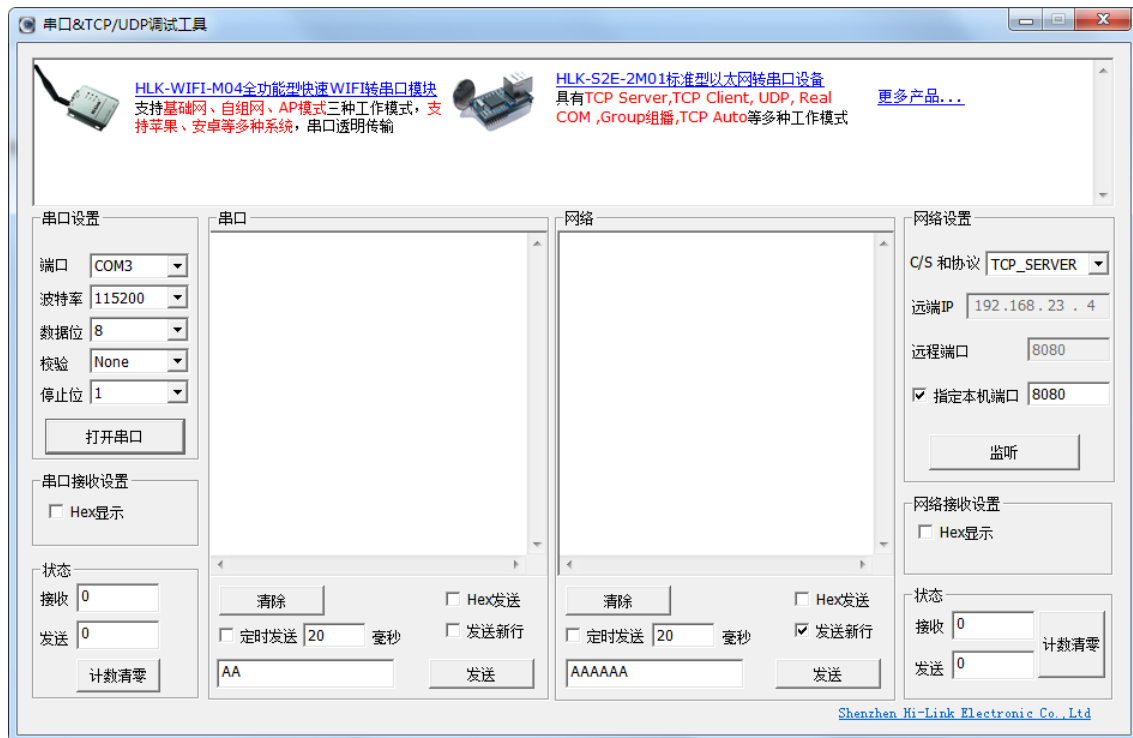 串口&TCP/UDP调试工具
HLK-WIFI-M04全功能型快速WIFI转串口模块
支持基础网、自组网、AP模式三种工作模式，支
持苹果、安卓等多种系统，串口透明传输
HLK-S2E-2M01标准型以太网转串口设备
具有TCP Server,TCP Client, UDP, Real
COM ,Group组播,TCP Auto等多种工作模式
更多产品...
串口设置
端口 COM3
波特率 115200
数据位 8
校验 None
停止位 1
打开串口
串口接收设置
Hex显示
状态
接收 0
发送 0
计数清零
串口
清除
Hex发送
定时发送 20 毫秒
发送新行
AA
发送
网络
清除
Hex发送
定时发送 20 毫秒
发送新行
AAAAAA
发送
网络设置
C/S 和协议 TCP_SERVER
远端IP 192.168.23.4
远程端口 8080
指定本机端口 8080
监听
网络接收设置
Hex显示
状态
接收 0
发送 0
计数清零
Shenzhen Hi-Link Electronic Co.,Ltd